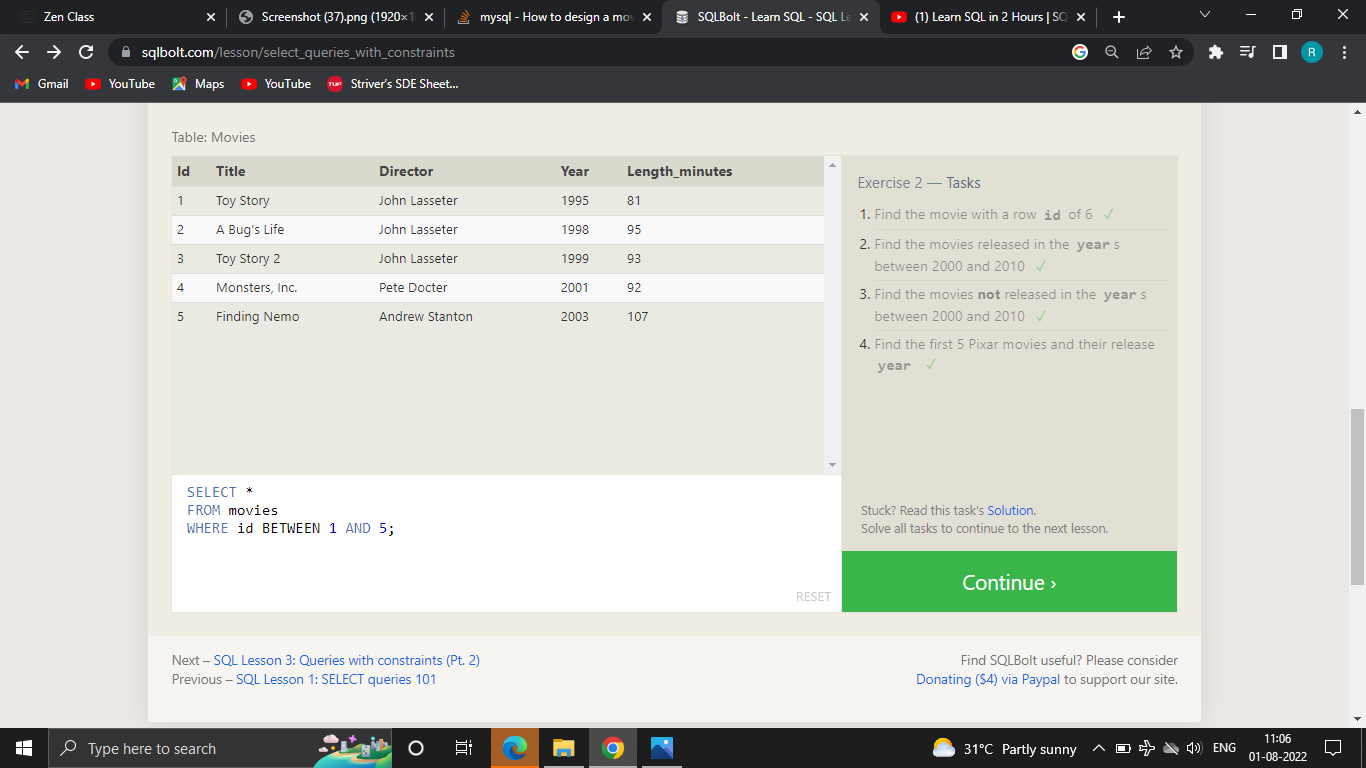 Zen Class
Screenshot (37).png (1920×1
mysql - How to design a mov
SQLBolt - Learn SQL - SQL Le
(1) Learn SQL in 2 Hours | SQ
sqlbolt.com/lesson/select_queries_with_constraints
R
Gmail
YouTube
Maps
YouTube
TUF
Striver's SDE Sheet...
Table: Movies
Id Title Director Year Length_minutes
1 Toy Story John Lasseter 1995 81
2 A Bug's Life John Lasseter 1998 95
3 Toy Story 2 John Lasseter 1999 93
4 Monsters, Inc. Pete Docter 2001 92
5 Finding Nemo Andrew Stanton 2003 107
SELECT *
FROM movies
WHERE id BETWEEN 1 AND 5;
RESET
Exercise 2 — Tasks
1. Find the movie with a row id of 6 ✓
2. Find the movies released in the year s
between 2000 and 2010 ✓
3. Find the movies not released in the year s
between 2000 and 2010 ✓
4. Find the first 5 Pixar movies and their release
year ✓
Stuck? Read this task's Solution.
Solve all tasks to continue to the next lesson.
Continue ›
Next – SQL Lesson 3: Queries with constraints (Pt. 2)
Previous – SQL Lesson 1: SELECT queries 101
Find SQLBolt useful? Please consider
Donating ($4) via Paypal to support our site.
Type here to search
31°C Partly sunny
ENG
11:06
01-08-2022